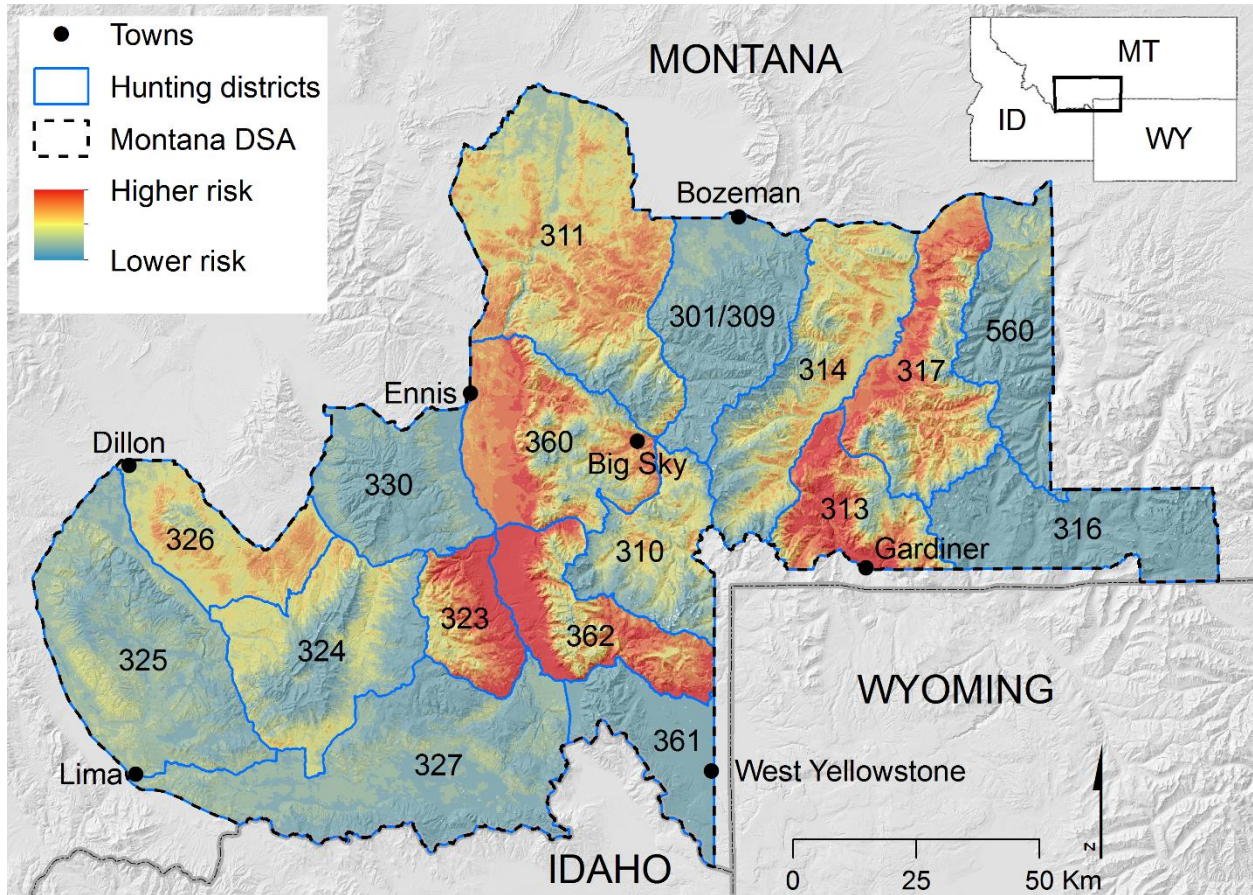 Towns
Hunting districts
Montana DSA
Higher risk
Lower risk
MONTANA
MT
ID
WY
Bozeman
311
301/309
560
314
317
Ennis
360
Dillon
Big Sky
330
313
316
326
310
Gardiner
323
362
324
325
WYOMING
361
327
Lima
West Yellowstone
IDAHO
N
0 25 50 Km